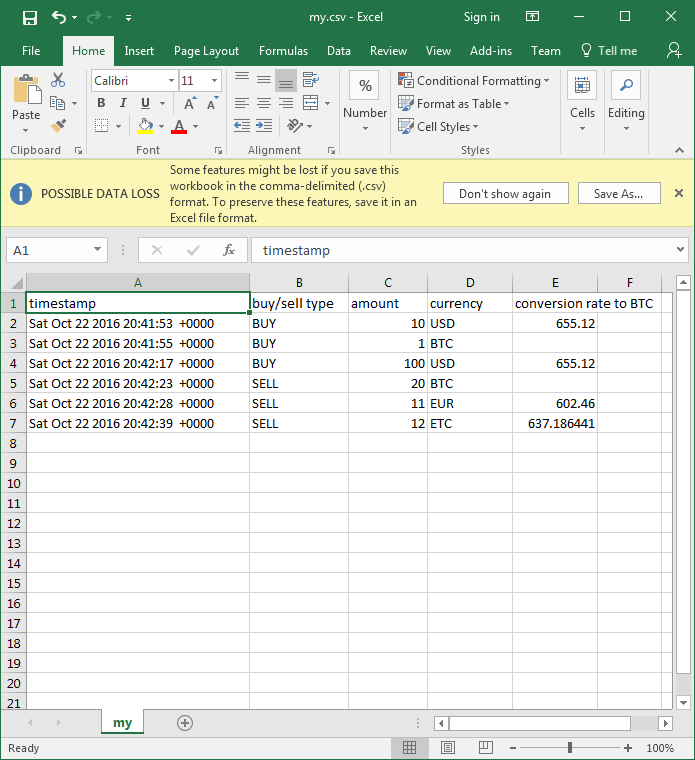 my.csv - Excel
Sign in
File Home Insert Page Layout Formulas Data Review View Add-ins Team Tell me
Paste
Clipboard
Calibri 11
B I U A A
A
Font
Alignment
%
Number
Conditional Formatting
Format as Table
Cell Styles
Styles
Cells
Editing
POSSIBLE DATA LOSS
Some features might be lost if you save this
workbook in the comma-delimited (.csv)
format. To preserve these features, save it in an
Excel file format.
Don't show again
Save As...
A1 fx timestamp
A B C D E F
1 timestamp buy/sell type amount currency conversion rate to BTC
2 Sat Oct 22 2016 20:41:53 +0000 BUY 10 USD 655.12
3 Sat Oct 22 2016 20:41:55 +0000 BUY 1 BTC
4 Sat Oct 22 2016 20:42:17 +0000 BUY 100 USD 655.12
5 Sat Oct 22 2016 20:42:23 +0000 SELL 20 BTC
6 Sat Oct 22 2016 20:42:28 +0000 SELL 11 EUR 602.46
7 Sat Oct 22 2016 20:42:39 +0000 SELL 12 ETC 637.186441
8
9
10
11
12
13
14
15
16
17
18
19
20
21
my
Ready
100%